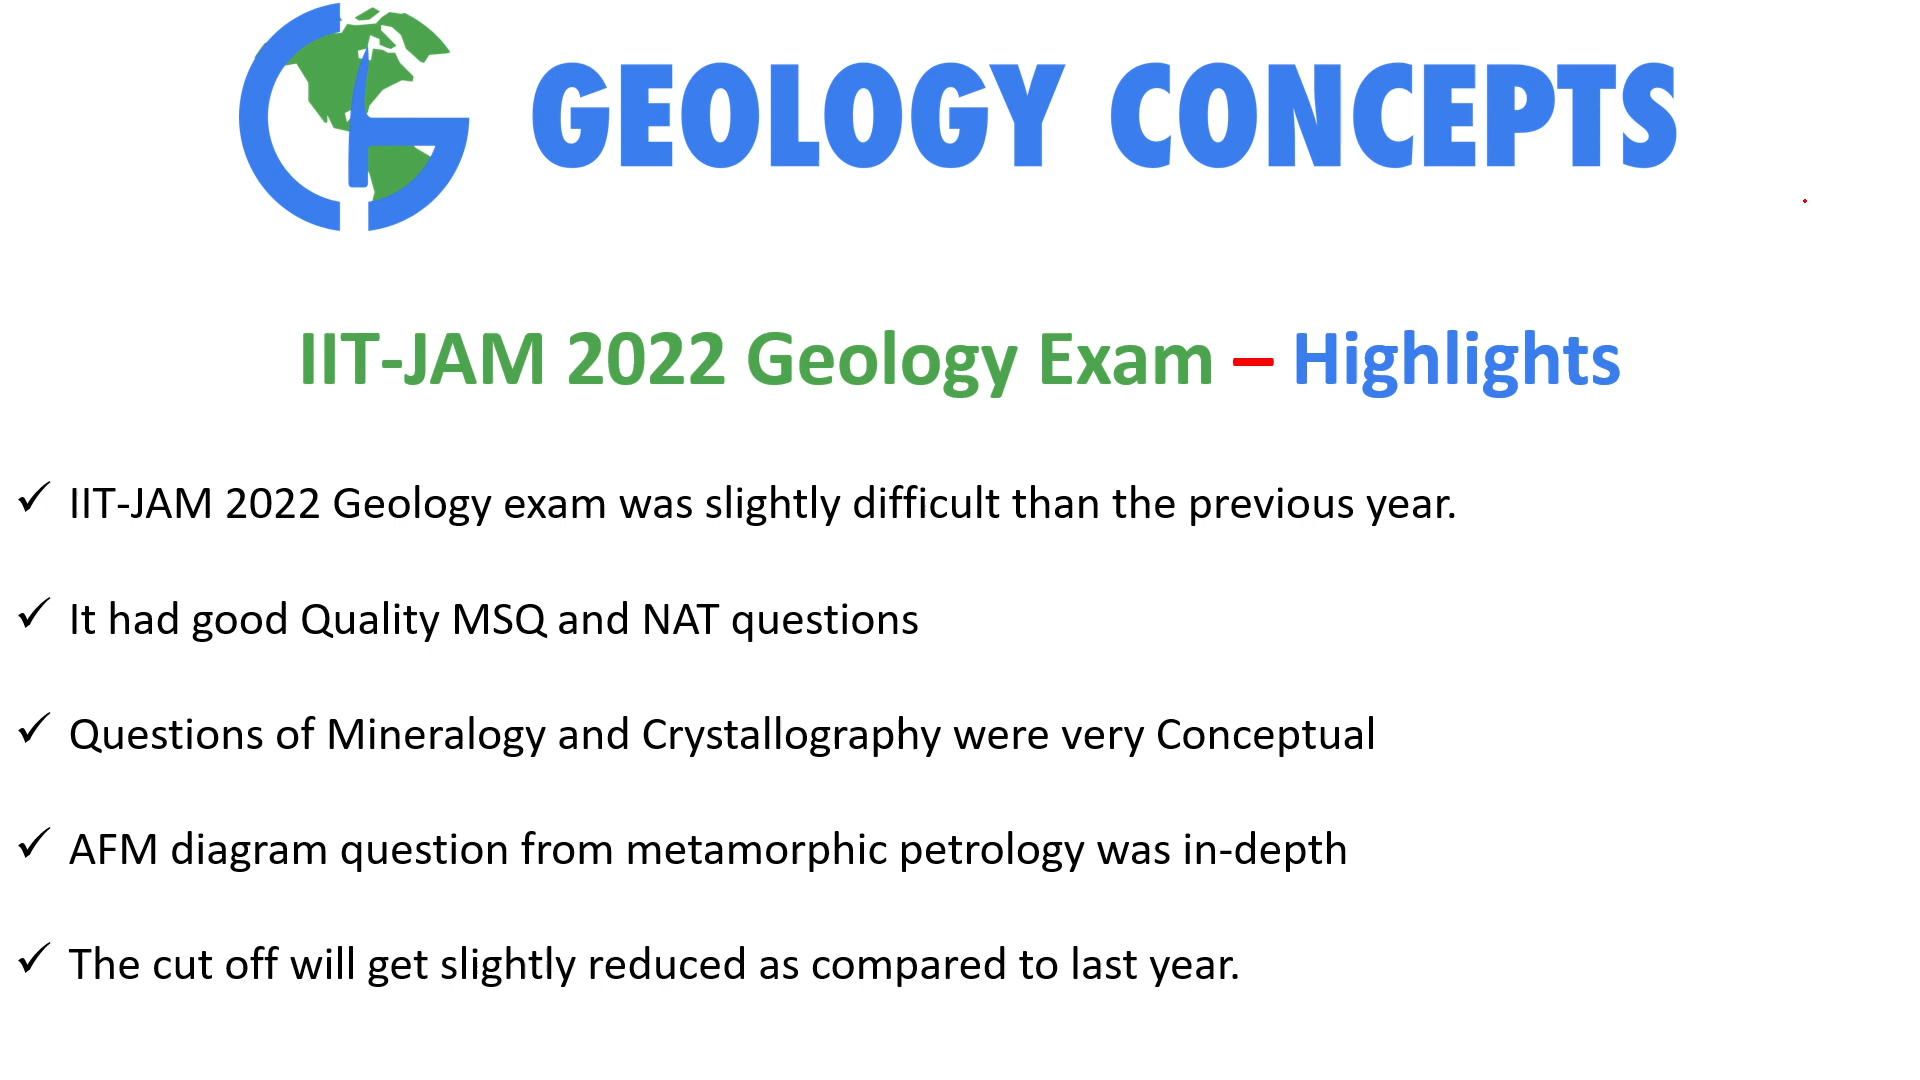 GEOLOGY CONCEPTS
IIT-JAM 2022 Geology Exam – Highlights
✓ IIT-JAM 2022 Geology exam was slightly difficult than the previous year.
✓ It had good Quality MSQ and NAT questions
✓ Questions of Mineralogy and Crystallography were very Conceptual
✓ AFM diagram question from metamorphic petrology was in-depth
✓ The cut off will get slightly reduced as compared to last year.